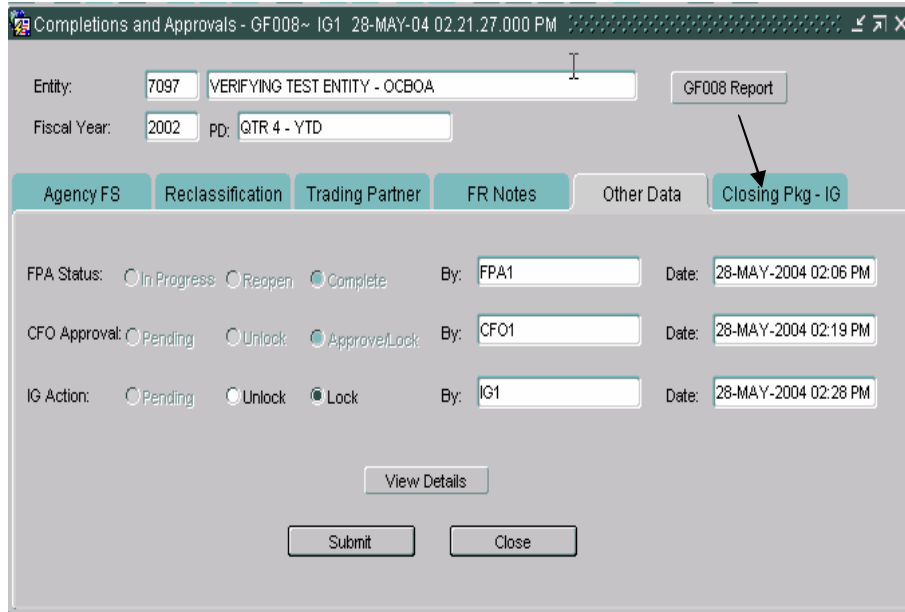 Completions and Approvals - GF008~ IG1 28-MAY-04 02.21.27.000 PM
Entity: 7097 VERIFYING TEST ENTITY - OCBOA GF008 Report
Fiscal Year: 2002 PD: QTR 4 - YTD
Agency FS Reclassification Trading Partner FR Notes Other Data Closing Pkg - IG
FPA Status: In Progress Reopen Complete By: FPA1 Date: 28-MAY-2004 02:06 PM
CFO Approval: Pending Unlock Approve/Lock By: CFO1 Date: 28-MAY-2004 02:19 PM
IG Action: Pending Unlock Lock By: IG1 Date: 28-MAY-2004 02:28 PM
View Details
Submit Close